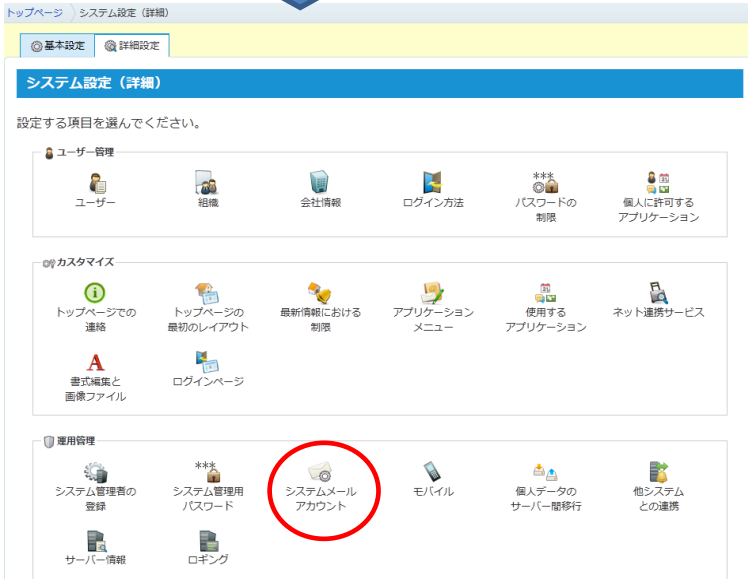 トップページ システム設定（詳細）
基本設定 詳細設定
システム設定（詳細）
設定する項目を選んでください。
ユーザー管理
ユーザー 組織 会社情報 ログイン方法 パスワードの 個人に許可する
制限 アプリケーション
カスタマイズ
トップページでの トップページの 最新情報における アプリケーション 使用する ネット連携サービス
連絡 最初のレイアウト 制限 メニュー アプリケーション
書式編集と ログインページ
画像ファイル
運用管理
システム管理者の システム管理用 システムメール モバイル 個人データの 他システム
登録 パスワード アカウント サーバー間移行 との連携
サーバー情報 ロギング